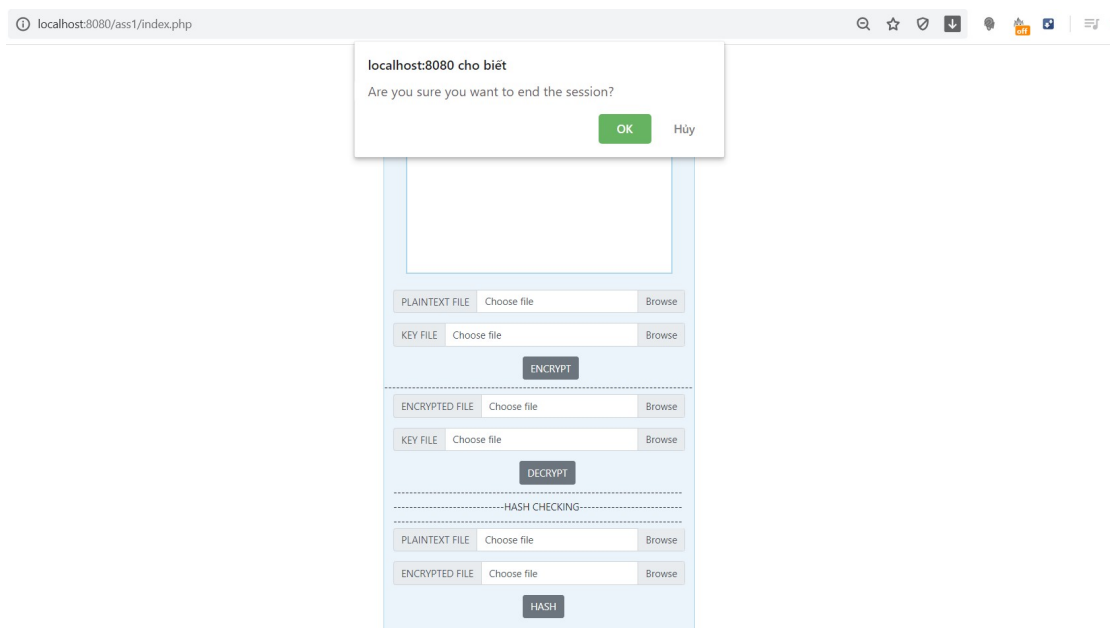 localhost:8080/ass1/index.php
off
localhost:8080 cho biết
Are you sure you want to end the session?
OK Hủy
PLAINTEXT FILE Choose file Browse
KEY FILE Choose file Browse
ENCRYPT
ENCRYPTED FILE Choose file Browse
KEY FILE Choose file Browse
DECRYPT
HASH CHECKING
PLAINTEXT FILE Choose file Browse
ENCRYPTED FILE Choose file Browse
HASH